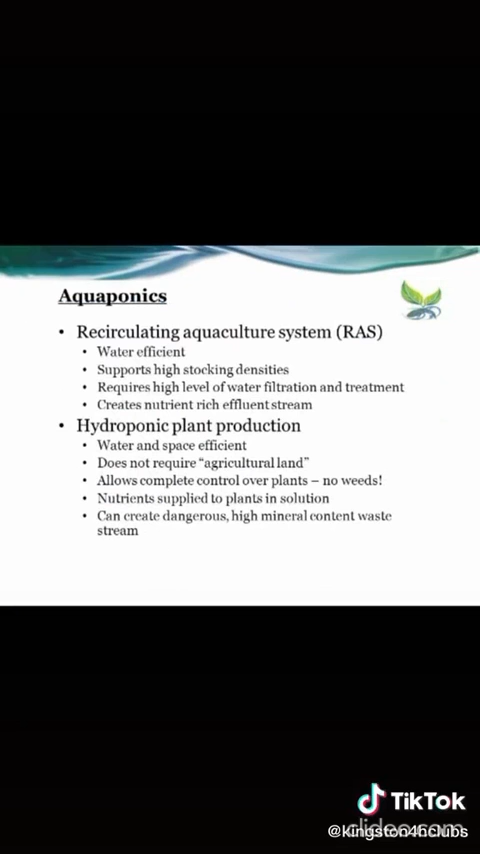 Aquaponics
• Recirculating aquaculture system (RAS)
• Water efficient
• Supports high stocking densities
• Requires high level of water filtration and treatment
• Creates nutrient rich effluent stream
• Hydroponic plant production
• Water and space efficient
• Does not require “agricultural land”
• Allows complete control over plants – no weeds!
• Nutrients supplied to plants in solution
• Can create dangerous, high mineral content waste
stream
TikTok
clideo.com
@kingston4hclubs